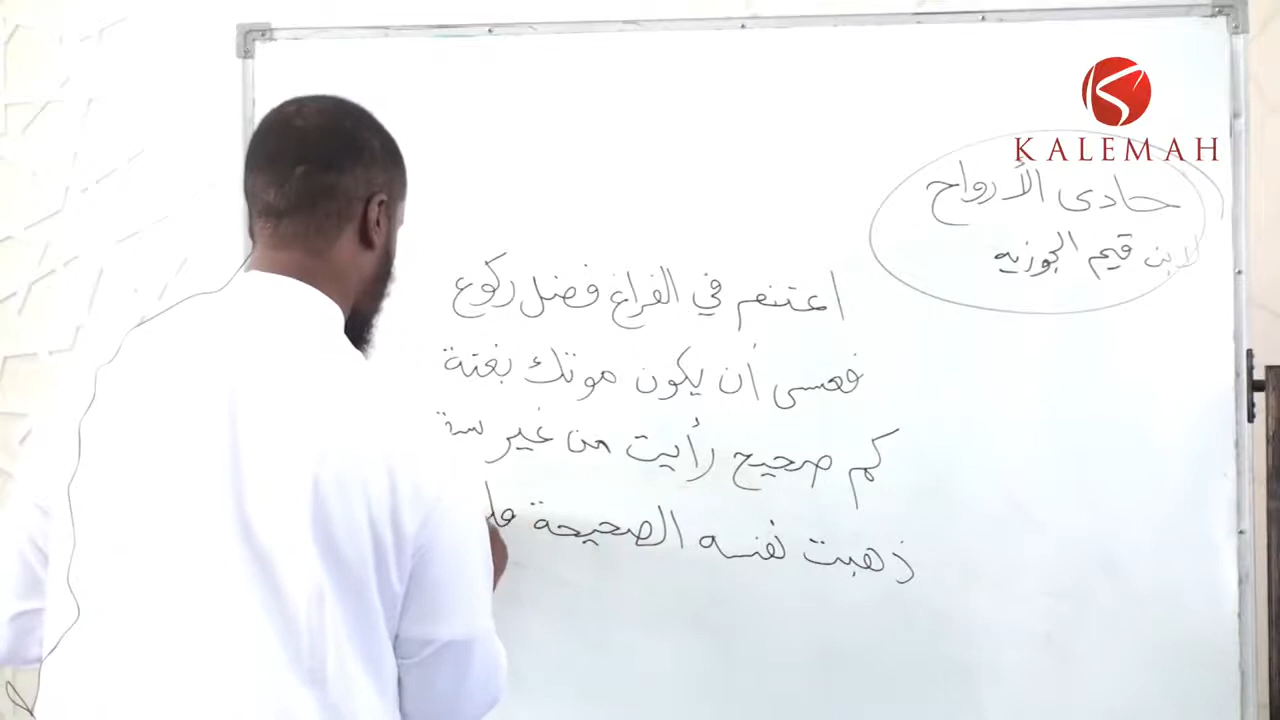 KALEMAH
حادى الأرواح
لابن قيم الجوزيه
اغتنم في الفراغ فضل ركوع
فعسى أن يكون موتك بغتة
كم صحيح رأيت من غير
ذهبت نفسه الصحيحة